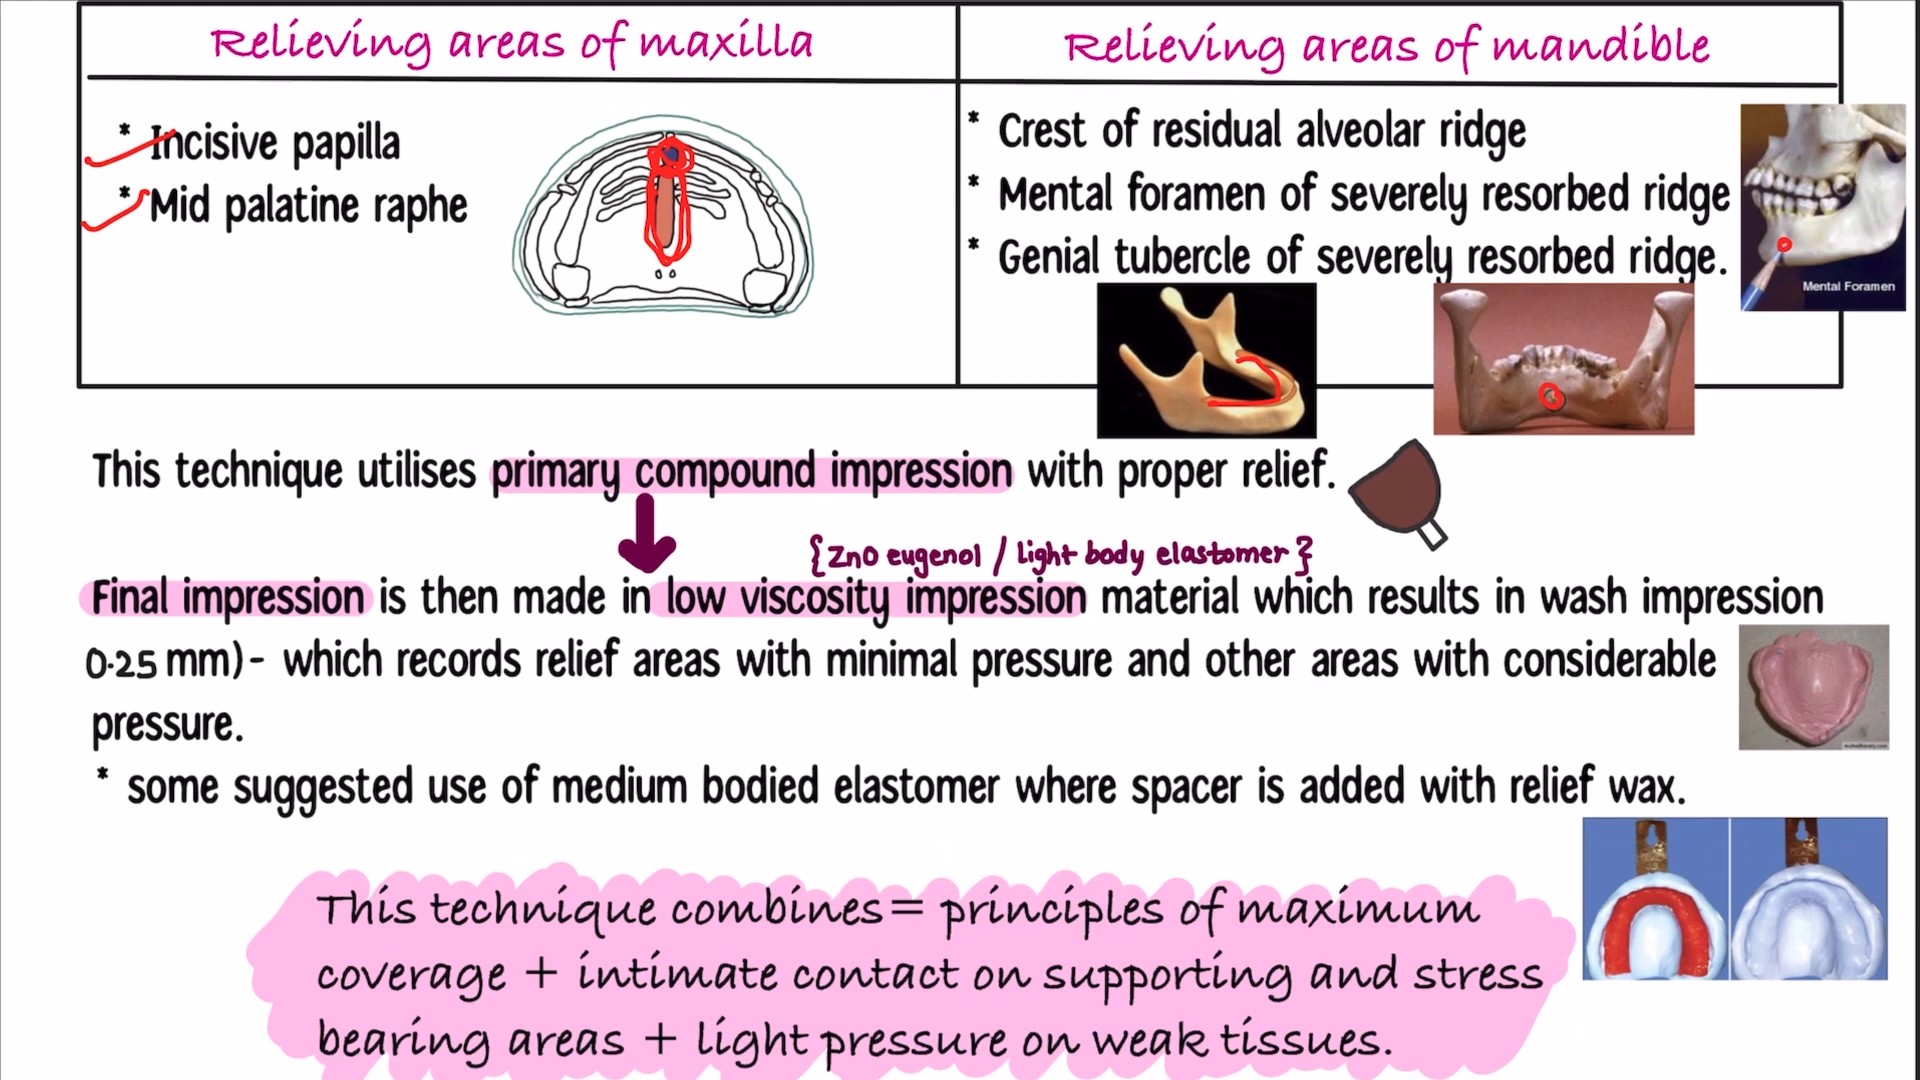 Relieving areas of maxilla
Relieving areas of mandible
* Incisive papilla
* Mid palatine raphe
* Crest of residual alveolar ridge
* Mental foramen of severely resorbed ridge
* Genial tubercle of severely resorbed ridge.
Mental Foramen
This technique utilises primary compound impression with proper relief.
{ZnO eugenol / light body elastomer}
Final impression is then made in low viscosity impression material which results in wash impression
0.25 mm)- which records relief areas with minimal pressure and other areas with considerable
pressure.
* some suggested use of medium bodied elastomer where spacer is added with relief wax.
This technique combines= principles of maximum
coverage + intimate contact on supporting and stress
bearing areas + light pressure on weak tissues.